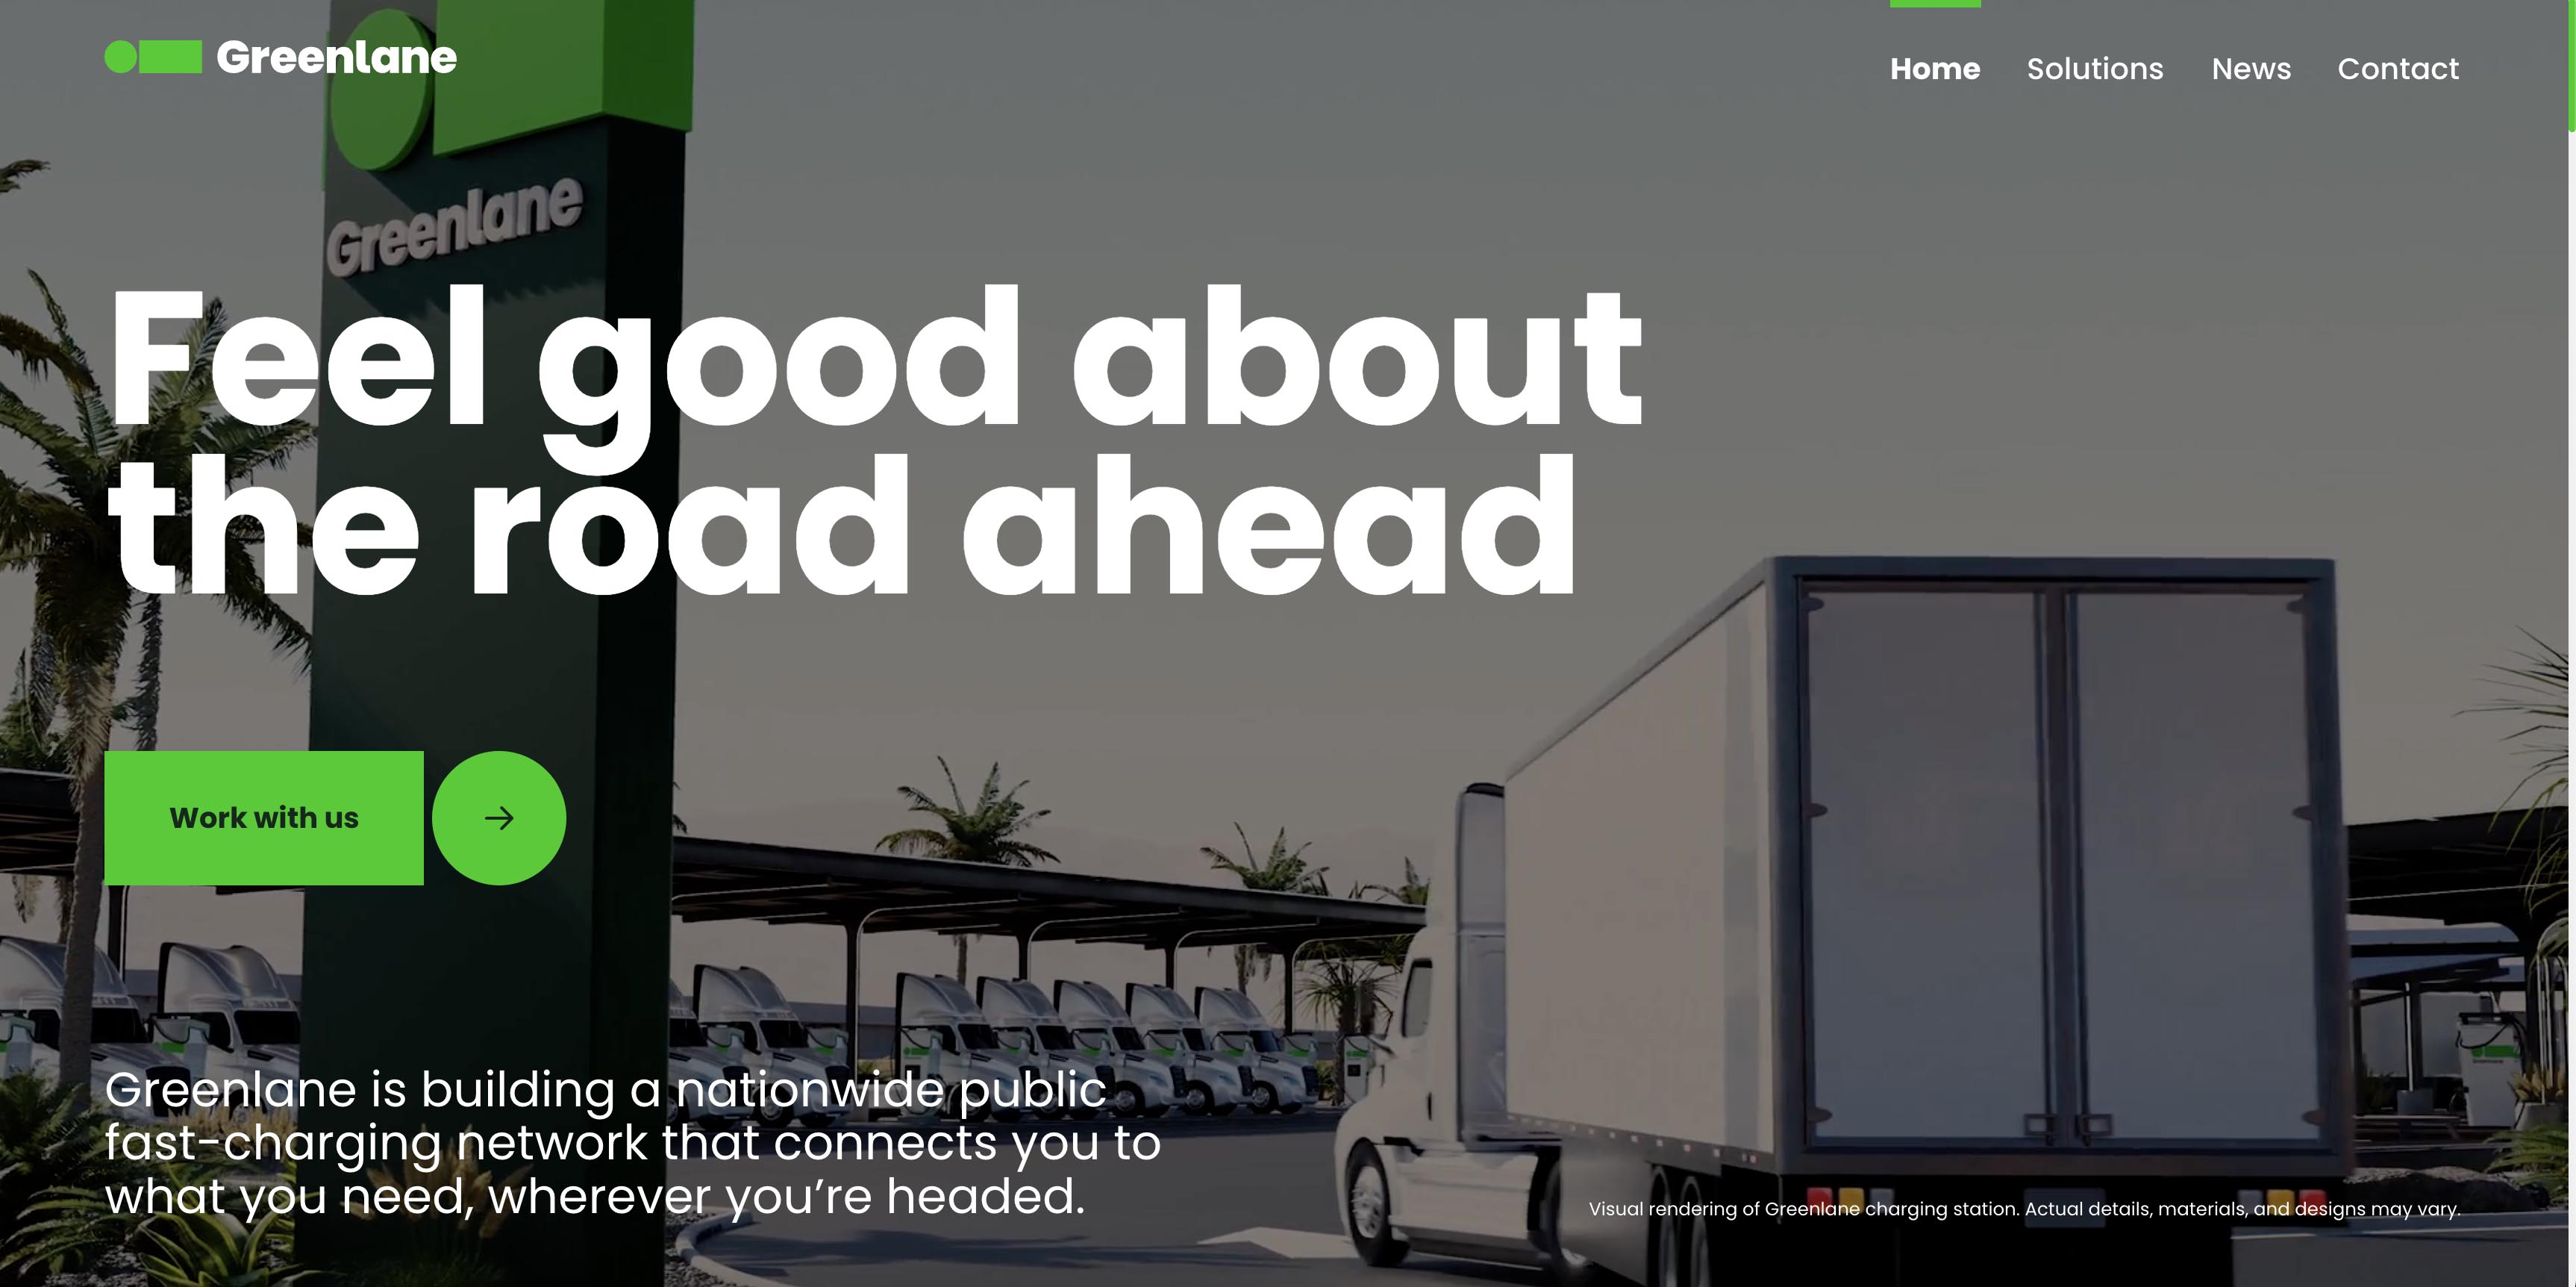 Greenlane
Home Solutions News Contact
Greenlane
Feel good about
the road ahead
Work with us
Greenlane is building a nationwide public
fast-charging network that connects you to
what you need, wherever you’re headed.
Visual rendering of Greenlane charging station. Actual details, materials, and designs may vary.